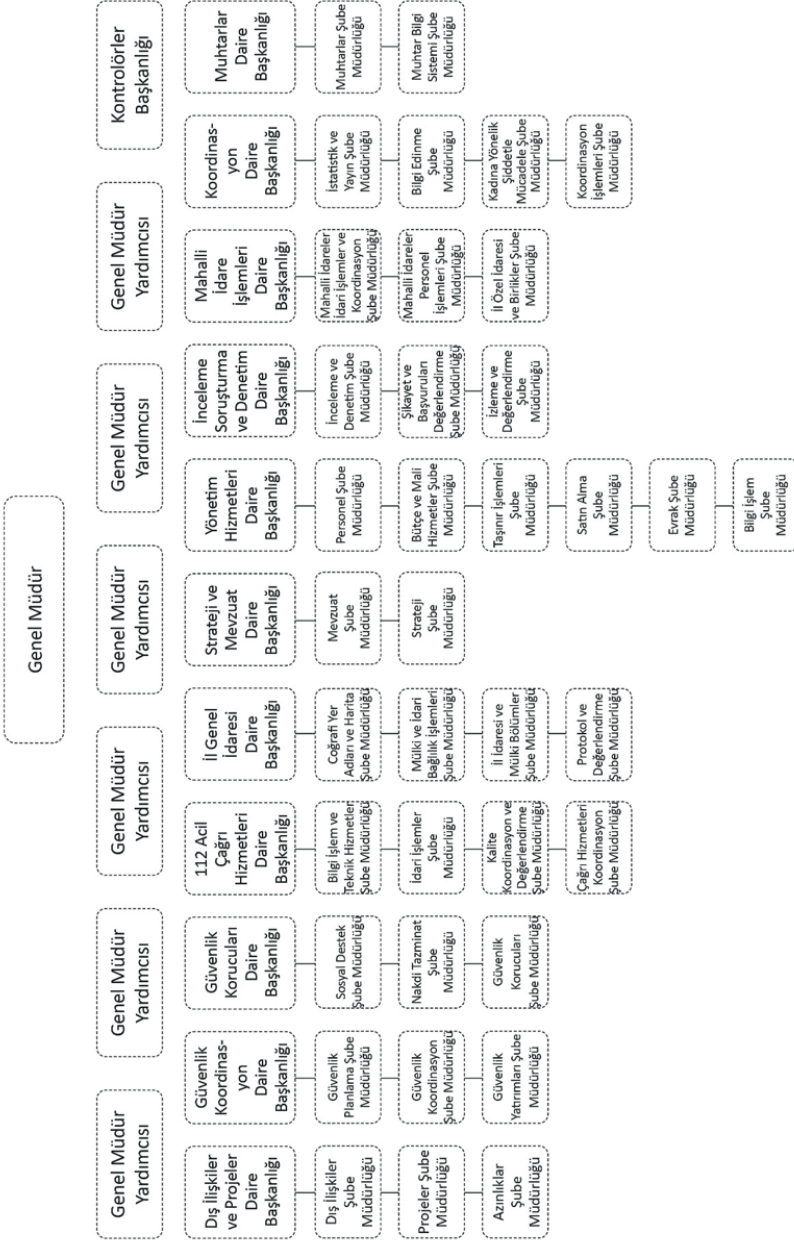 Genel Müdür
Genel Müdür
Yardımcısı
Genel Müdür
Yardımcısı
Genel Müdür
Yardımcısı
Genel Müdür
Yardımcısı
Genel Müdür
Yardımcısı
Genel Müdür
Yardımcısı
Kontrolörler
Başkanlığı
Dış İlişkiler
ve Projeler
Daire
Başkanlığı
Dış İlişkiler
Şube
Müdürlüğü
Projeler Şube
Müdürlüğü
Azınlıklar
Şube
Müdürlüğü
Güvenlik
Koordinas-
yon
Daire
Başkanlığı
Güvenlik
Planlama Şube
Müdürlüğü
Güvenlik
Koordinasyon
Şube Müdürlüğü
Güvenlik
Yatırımları Şube
Müdürlüğü
Güvenlik
Korucuları
Daire
Başkanlığı
Sosyal Destek
Şube Müdürlüğü
Nakdi Tazminat
Şube
Müdürlüğü
Güvenlik
Korucuları
Şube Müdürlüğü
112 Acil
Çağrı
Hizmetleri
Daire
Başkanlığı
Bilgi İşlem ve
Teknik Hizmetler
Şube Müdürlüğü
İdari İşlemler
Şube
Müdürlüğü
Kalite
Koordinasyon ve
Değerlendirme
Şube Müdürlüğü
Çağrı Hizmetleri
Koordinasyon
Şube Müdürlüğü
İl Genel
İdaresi
Daire
Başkanlığı
Coğrafi Yer
Adları ve Harita
Şube Müdürlüğü
Mülki ve İdari
Bağlılık İşlemleri
Şube Müdürlüğü
İl İdaresi ve
Mülki Bölümler
Şube Müdürlüğü
Protokol ve
Değerlendirme
Şube Müdürlüğü
Strateji ve
Mevzuat
Daire
Başkanlığı
Mevzuat
Şube
Müdürlüğü
Strateji
Şube
Müdürlüğü
Yönetim
Hizmetleri
Daire
Başkanlığı
Personel Şube
Müdürlüğü
Bütçe ve Mali
Hizmetler Şube
Müdürlüğü
Taşınır İşlemleri
Şube
Müdürlüğü
Satın Alma
Şube
Müdürlüğü
Evrak Şube
Müdürlüğü
Bilgi İşlem
Şube
Müdürlüğü
İnceleme
Soruşturma
ve Denetim
Daire
Başkanlığı
İnceleme ve
Denetim Şube
Müdürlüğü
Şikayet ve
Başvuruları
Değerlendirme
Şube Müdürlüğü
İzleme ve
Değerlendirme
Şube
Müdürlüğü
Mahalli
İdare
İşlemleri
Daire
Başkanlığı
Mahalli İdareler
İdari İşlemler ve
Koordinasyon
Şube Müdürlüğü
Mahalli İdareler
Personel
İşlemleri Şube
Müdürlüğü
İl Özel İdaresi
ve Birlikler Şube
Müdürlüğü
Koordinas-
yon
Daire
Başkanlığı
İstatistik ve
Yayın Şube
Müdürlüğü
Bilgi Edinme
Şube
Müdürlüğü
Kadına Yönelik
Şiddetle
Mücadele Şube
Müdürlüğü
Koordinasyon
İşlemleri Şube
Müdürlüğü
Muhtarlar
Daire
Başkanlığı
Muhtarlar Şube
Müdürlüğü
Muhtar Bilgi
Sistemi Şube
Müdürlüğü